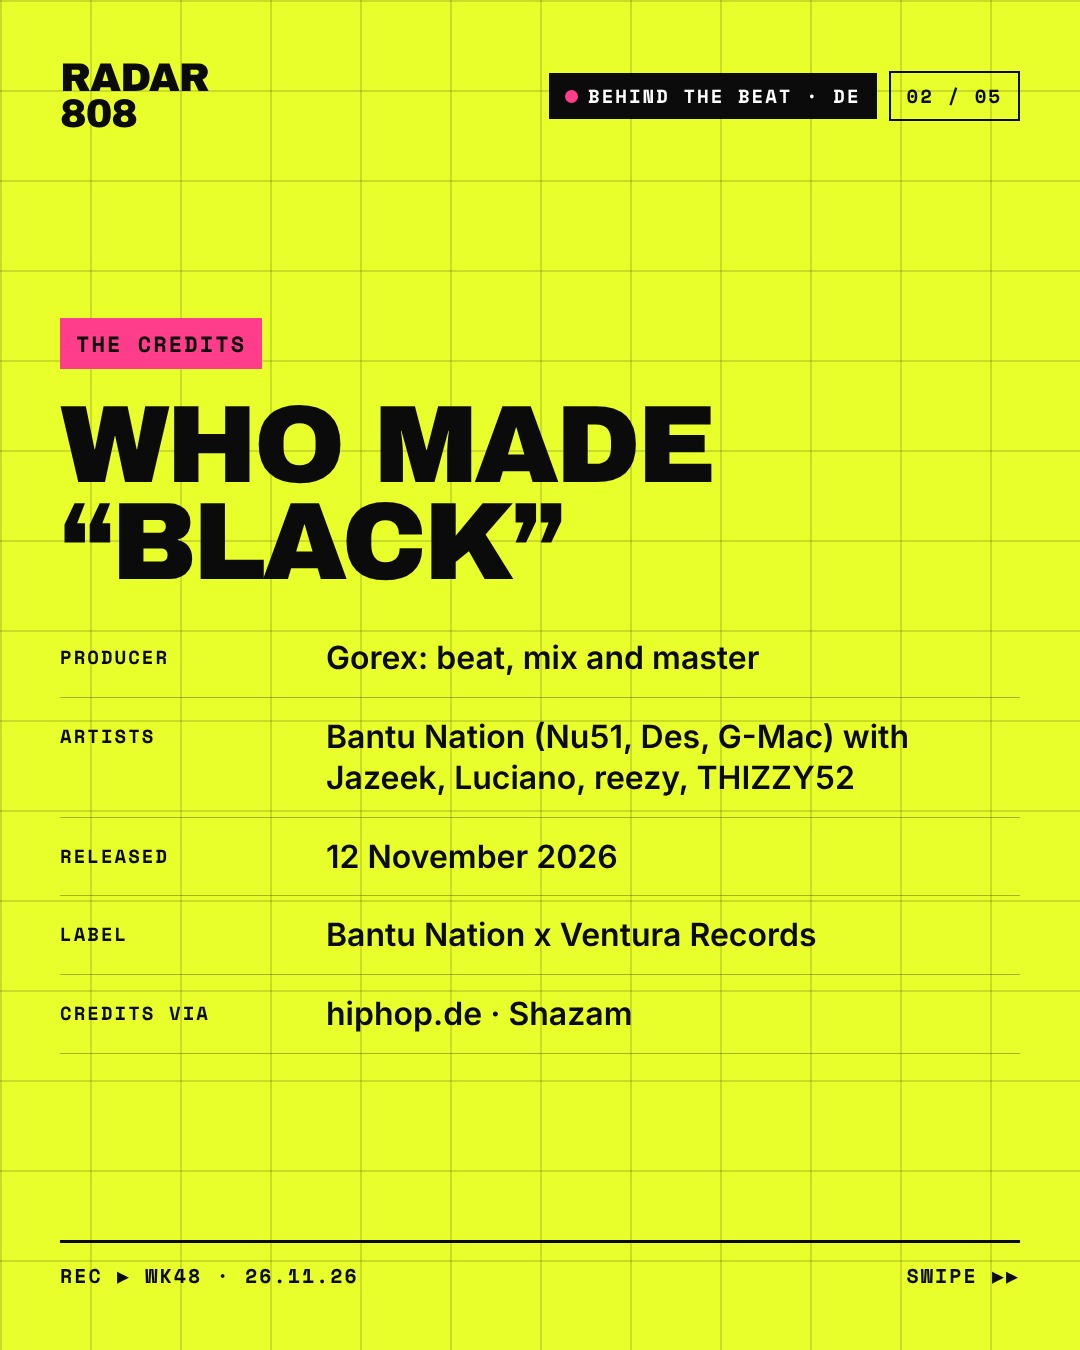 RADAR
808
BEHIND THE BEAT · DE
02 / 05
THE CREDITS
WHO MADE
“BLACK”
PRODUCER
Gorex: beat, mix and master
ARTISTS
Bantu Nation (Nu51, Des, G-Mac) with
Jazeek, Luciano, reezy, THIZZY52
RELEASED
12 November 2026
LABEL
Bantu Nation x Ventura Records
CREDITS VIA
hiphop.de · Shazam
REC ▶ WK48 · 26.11.26
SWIPE ▶▶